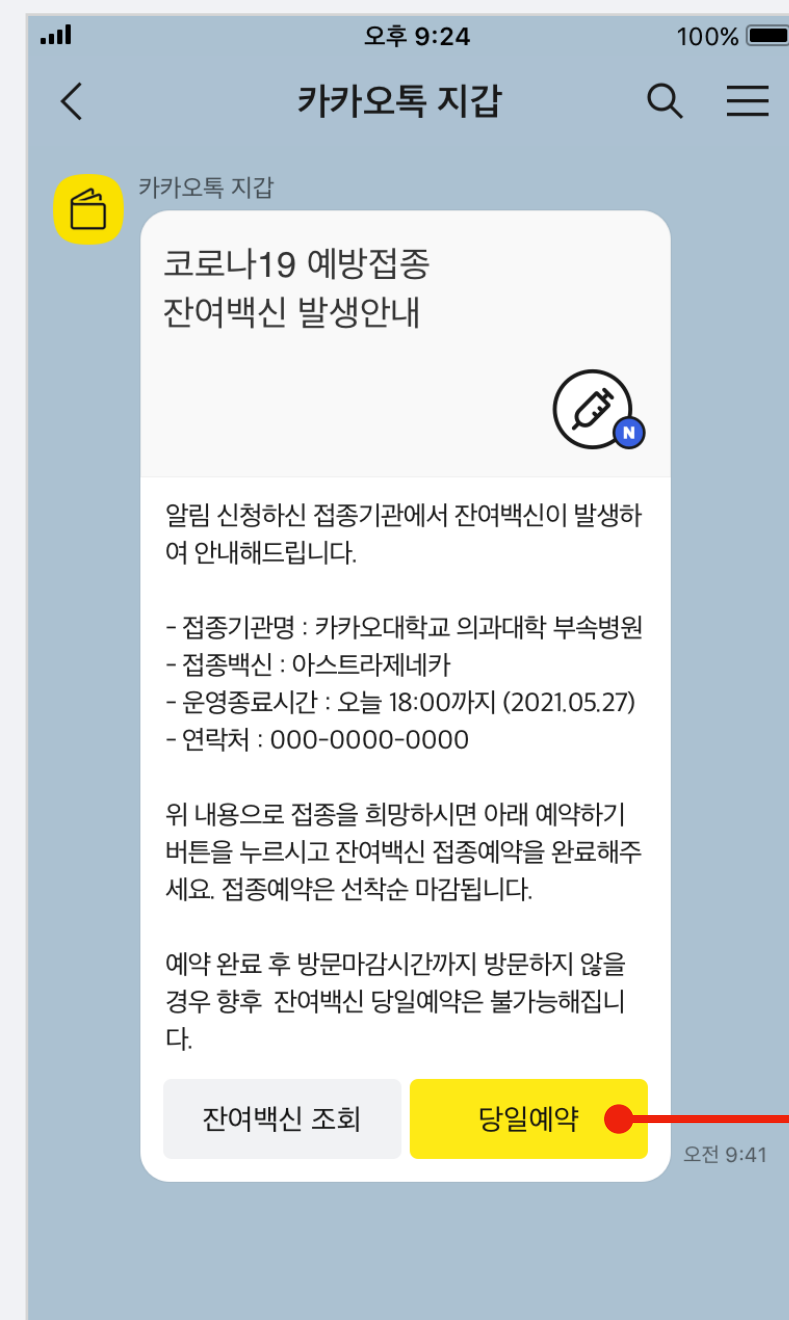 오후 9:24
100%
카카오톡 지갑
카카오톡 지갑
코로나19 예방접종
잔여백신 발생안내
N
알림 신청하신 접종기관에서 잔여백신이 발생하
여 안내해드립니다.
- 접종기관명 : 카카오대학교 의과대학 부속병원
- 접종백신 : 아스트라제네카
- 운영종료시간 : 오늘 18:00까지 (2021.05.27)
- 연락처 : 000-0000-0000
위 내용으로 접종을 희망하시면 아래 예약하기
버튼을 누르시고 잔여백신 접종예약을 완료해주
세요. 접종예약은 선착순 마감됩니다.
예약 완료 후 방문마감시간까지 방문하지 않을
경우 향후  잔여백신 당일예약은 불가능해집니
다.
잔여백신 조회
당일예약
오전 9:41